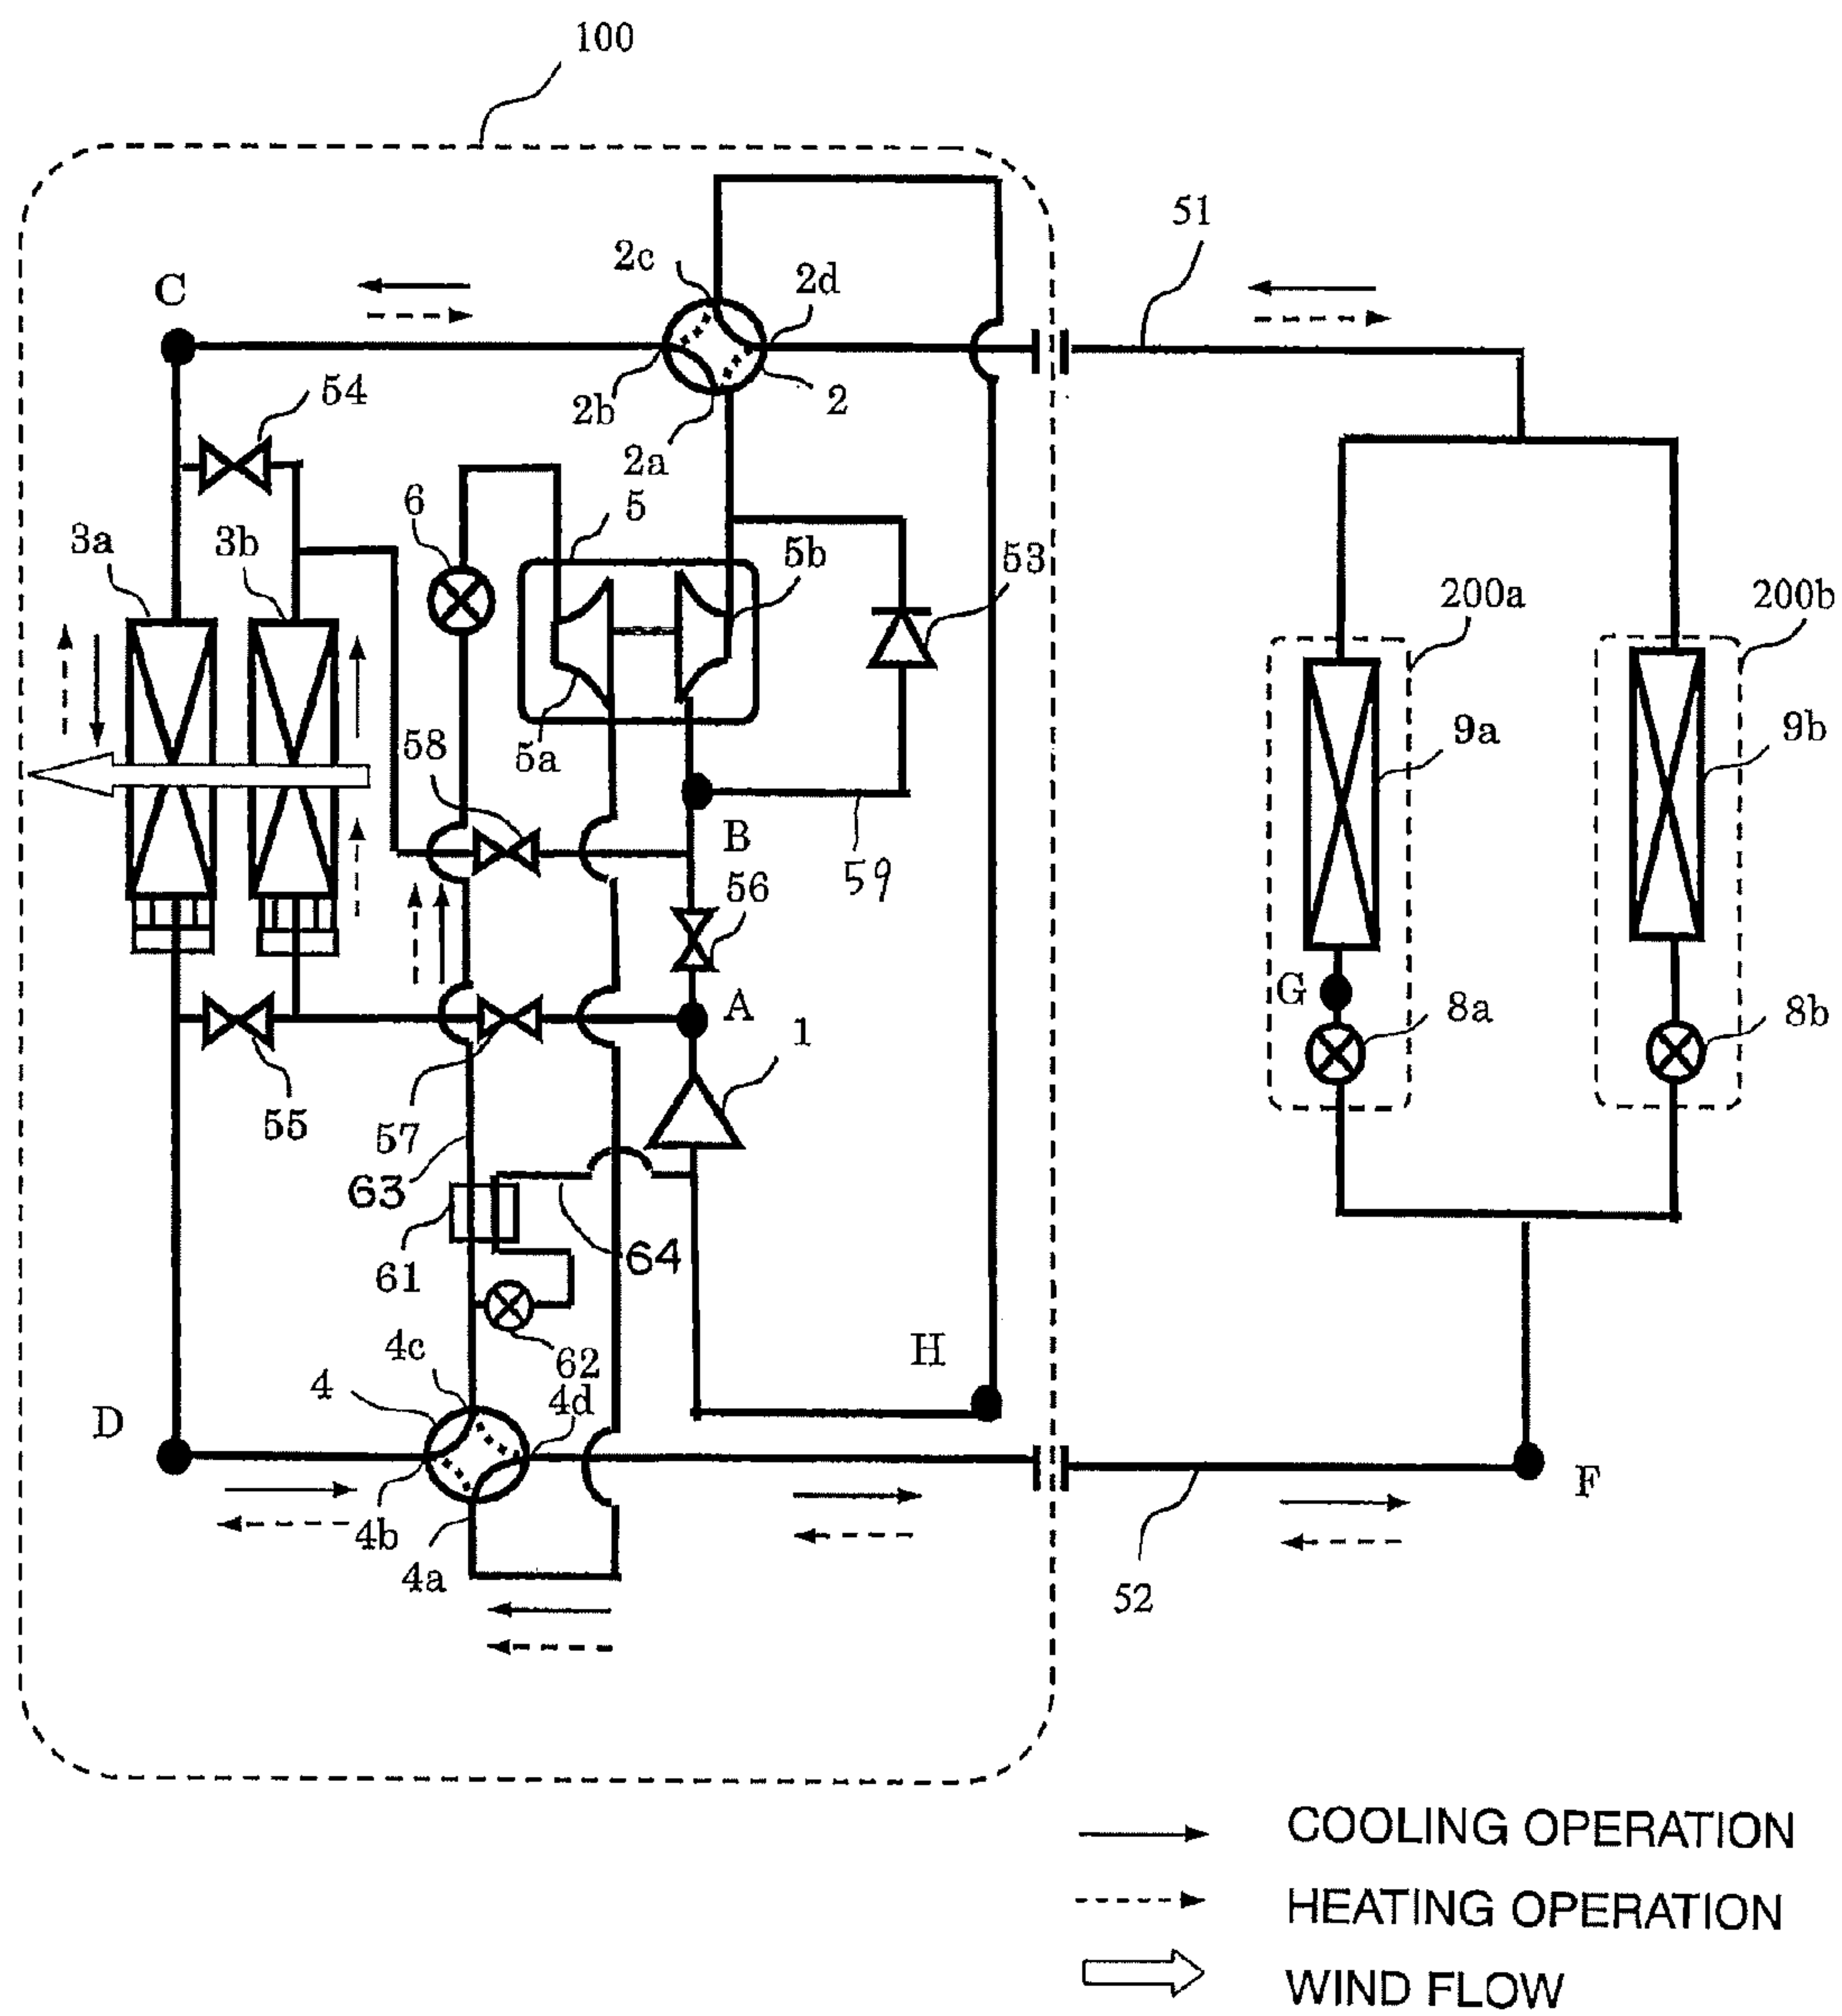 100
51
2c
2d
C
2b
2
54
2a
6
5
3a
3b
5b
53
200a
200b
9a
9b
58
5a
B
59
56
G
A
8a
8b
1
55
57
63
64
61
H
4c
62
4
4d
D
F
4b
4a
52
COOLING OPERATION
HEATING OPERATION
WIND FLOW